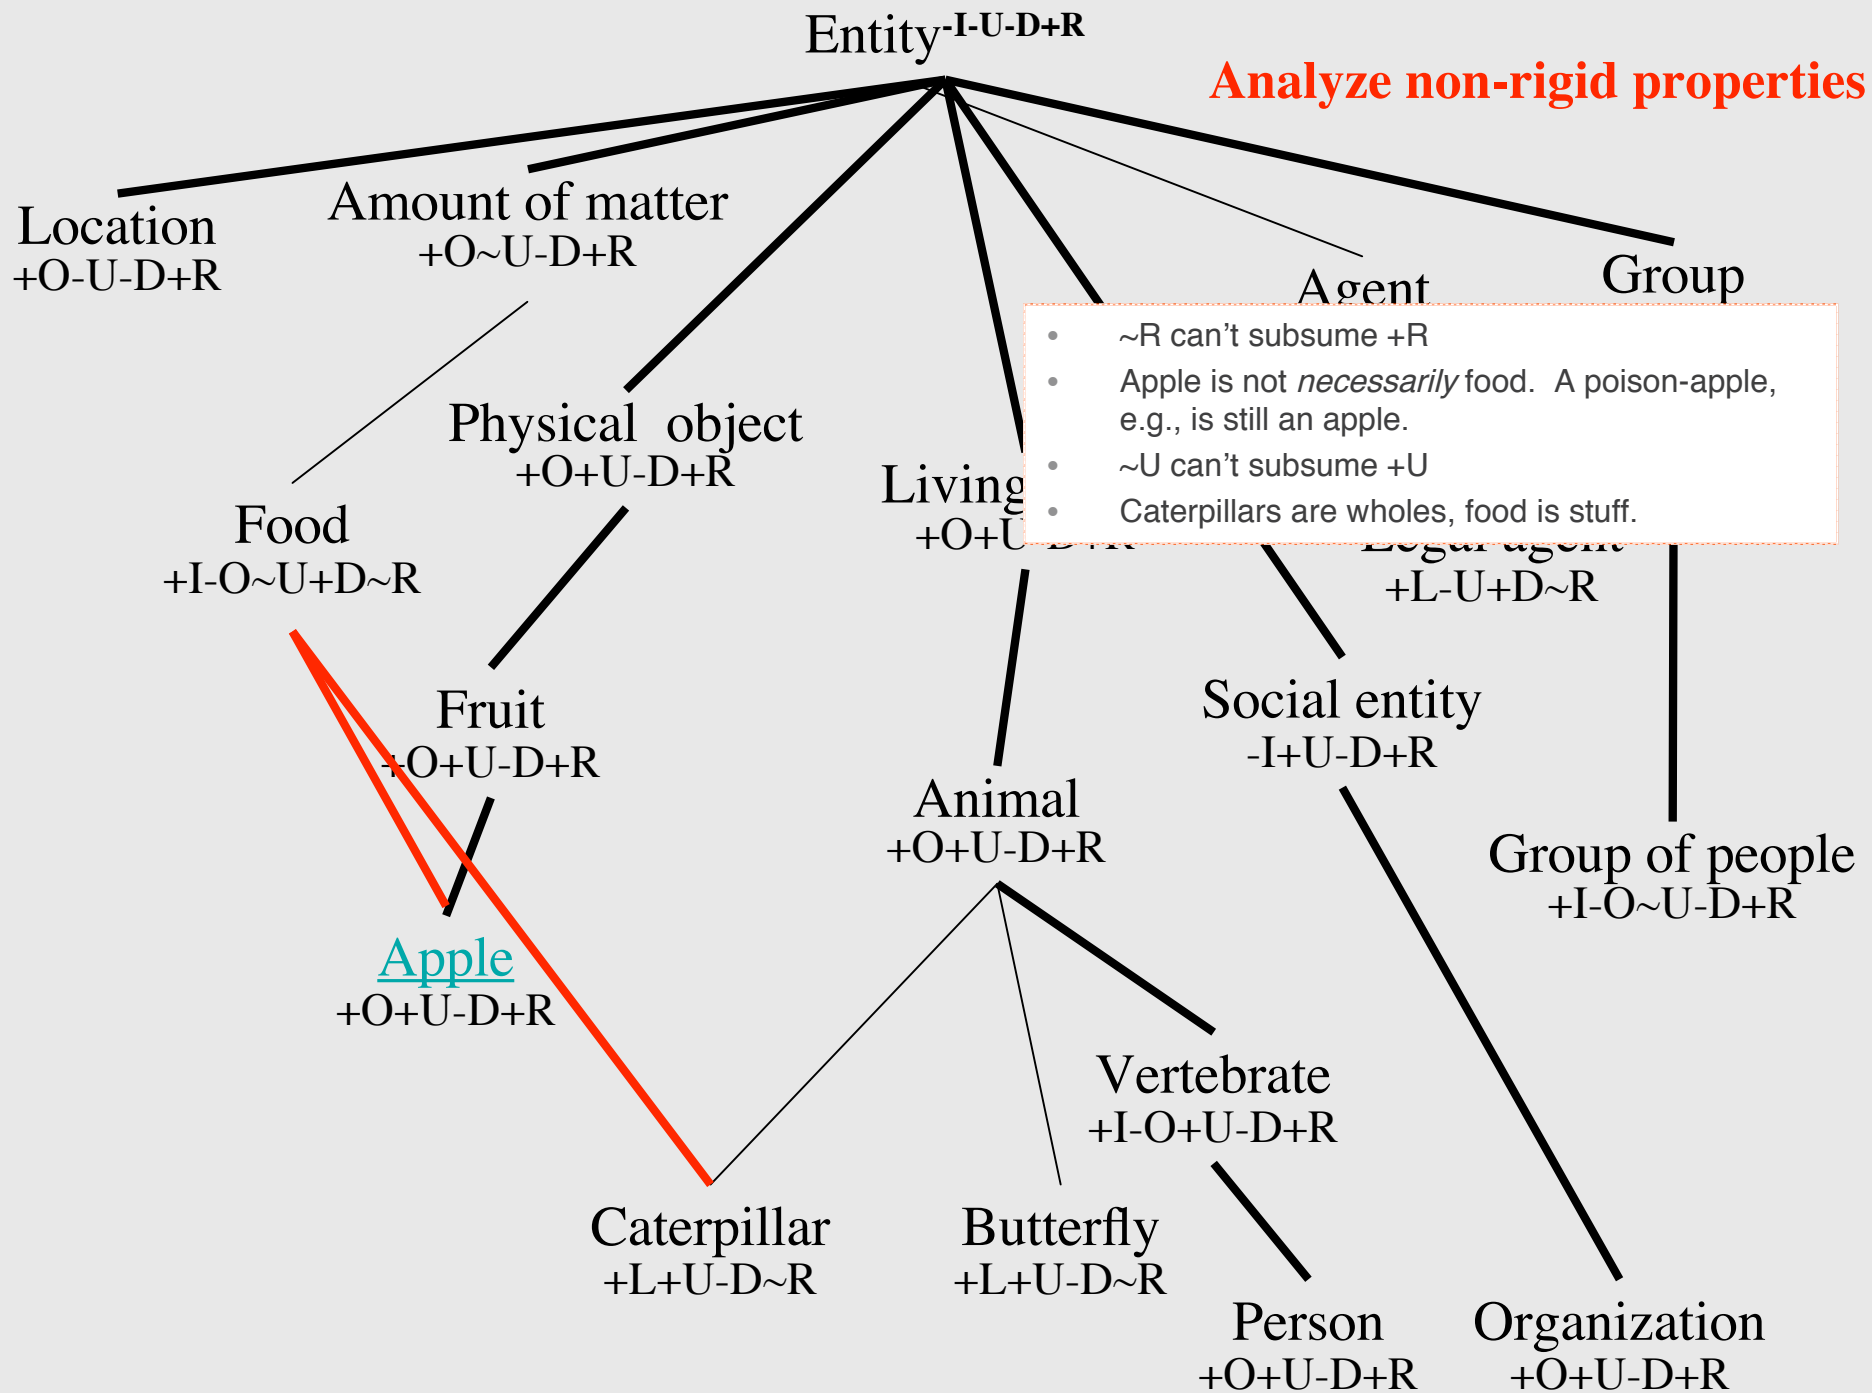 Entity-I-U-D+R
Analyze non-rigid properties
Location
+O-U-D+R
Amount of matter
+O~U-D+R
Agent
Group
• ~R can't subsume +R
• Apple is not necessarily food. A poison-apple,
e.g., is still an apple.
• ~U can't subsume +U
• Caterpillars are wholes, food is stuff.
Physical object
+O+U-D+R
Living
+O+U-D+R
Food
+I-O~U+D~R
Legal agent
+L-U+D~R
Fruit
+O+U-D+R
Social entity
-I+U-D+R
Animal
+O+U-D+R
Group of people
+I-O~U-D+R
Apple
+O+U-D+R
Vertebrate
+I-O+U-D+R
Caterpillar
+L+U-D~R
Butterfly
+L+U-D~R
Person
+O+U-D+R
Organization
+O+U-D+R